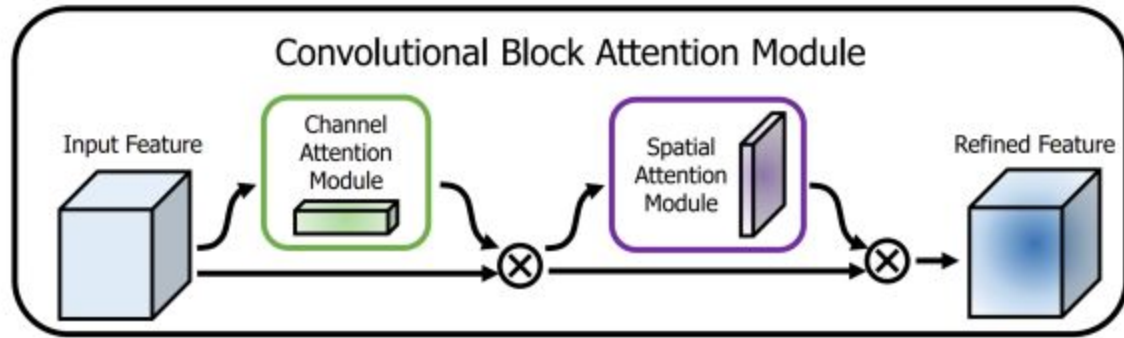 Convolutional Block Attention Module
Input Feature
Channel
Attention
Module
Spatial
Attention
Module
Refined Feature